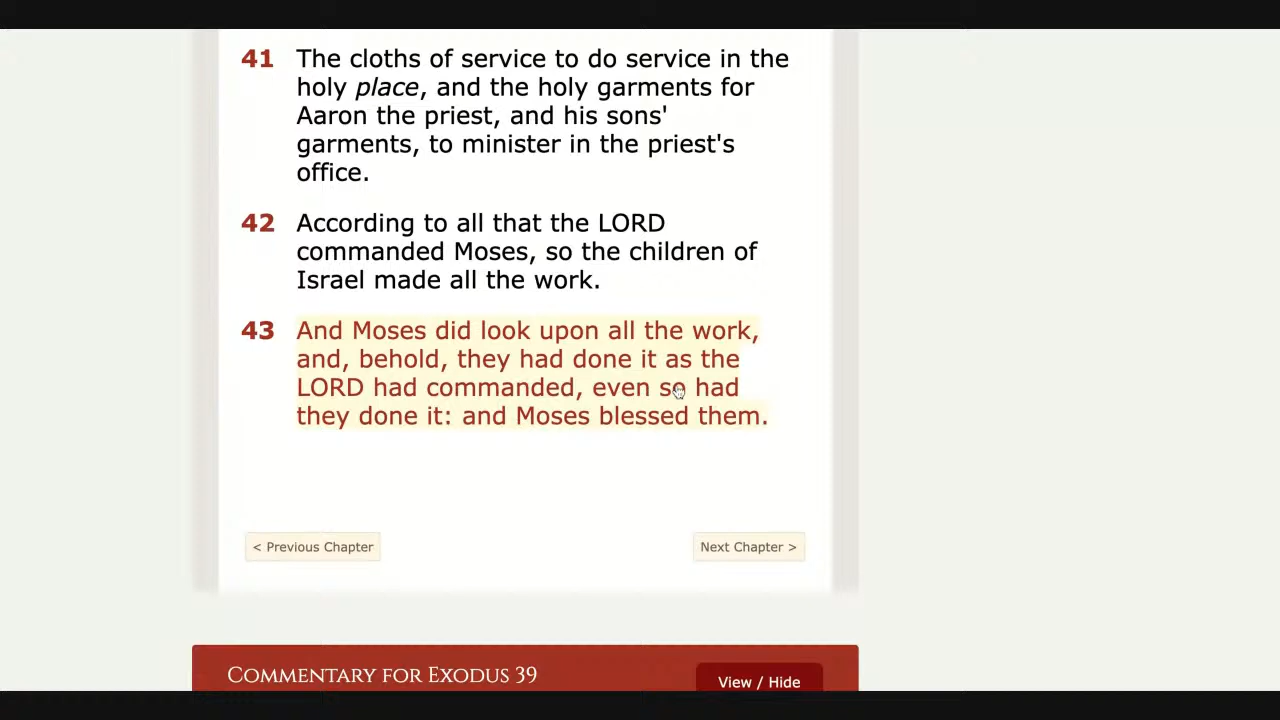 41 The cloths of service to do service in the
holy place, and the holy garments for
Aaron the priest, and his sons'
garments, to minister in the priest's
office.
42 According to all that the LORD
commanded Moses, so the children of
Israel made all the work.
43 And Moses did look upon all the work,
and, behold, they had done it as the
LORD had commanded, even so had
they done it: and Moses blessed them.
< Previous Chapter
Next Chapter >
Commentary for Exodus 39
View / Hide